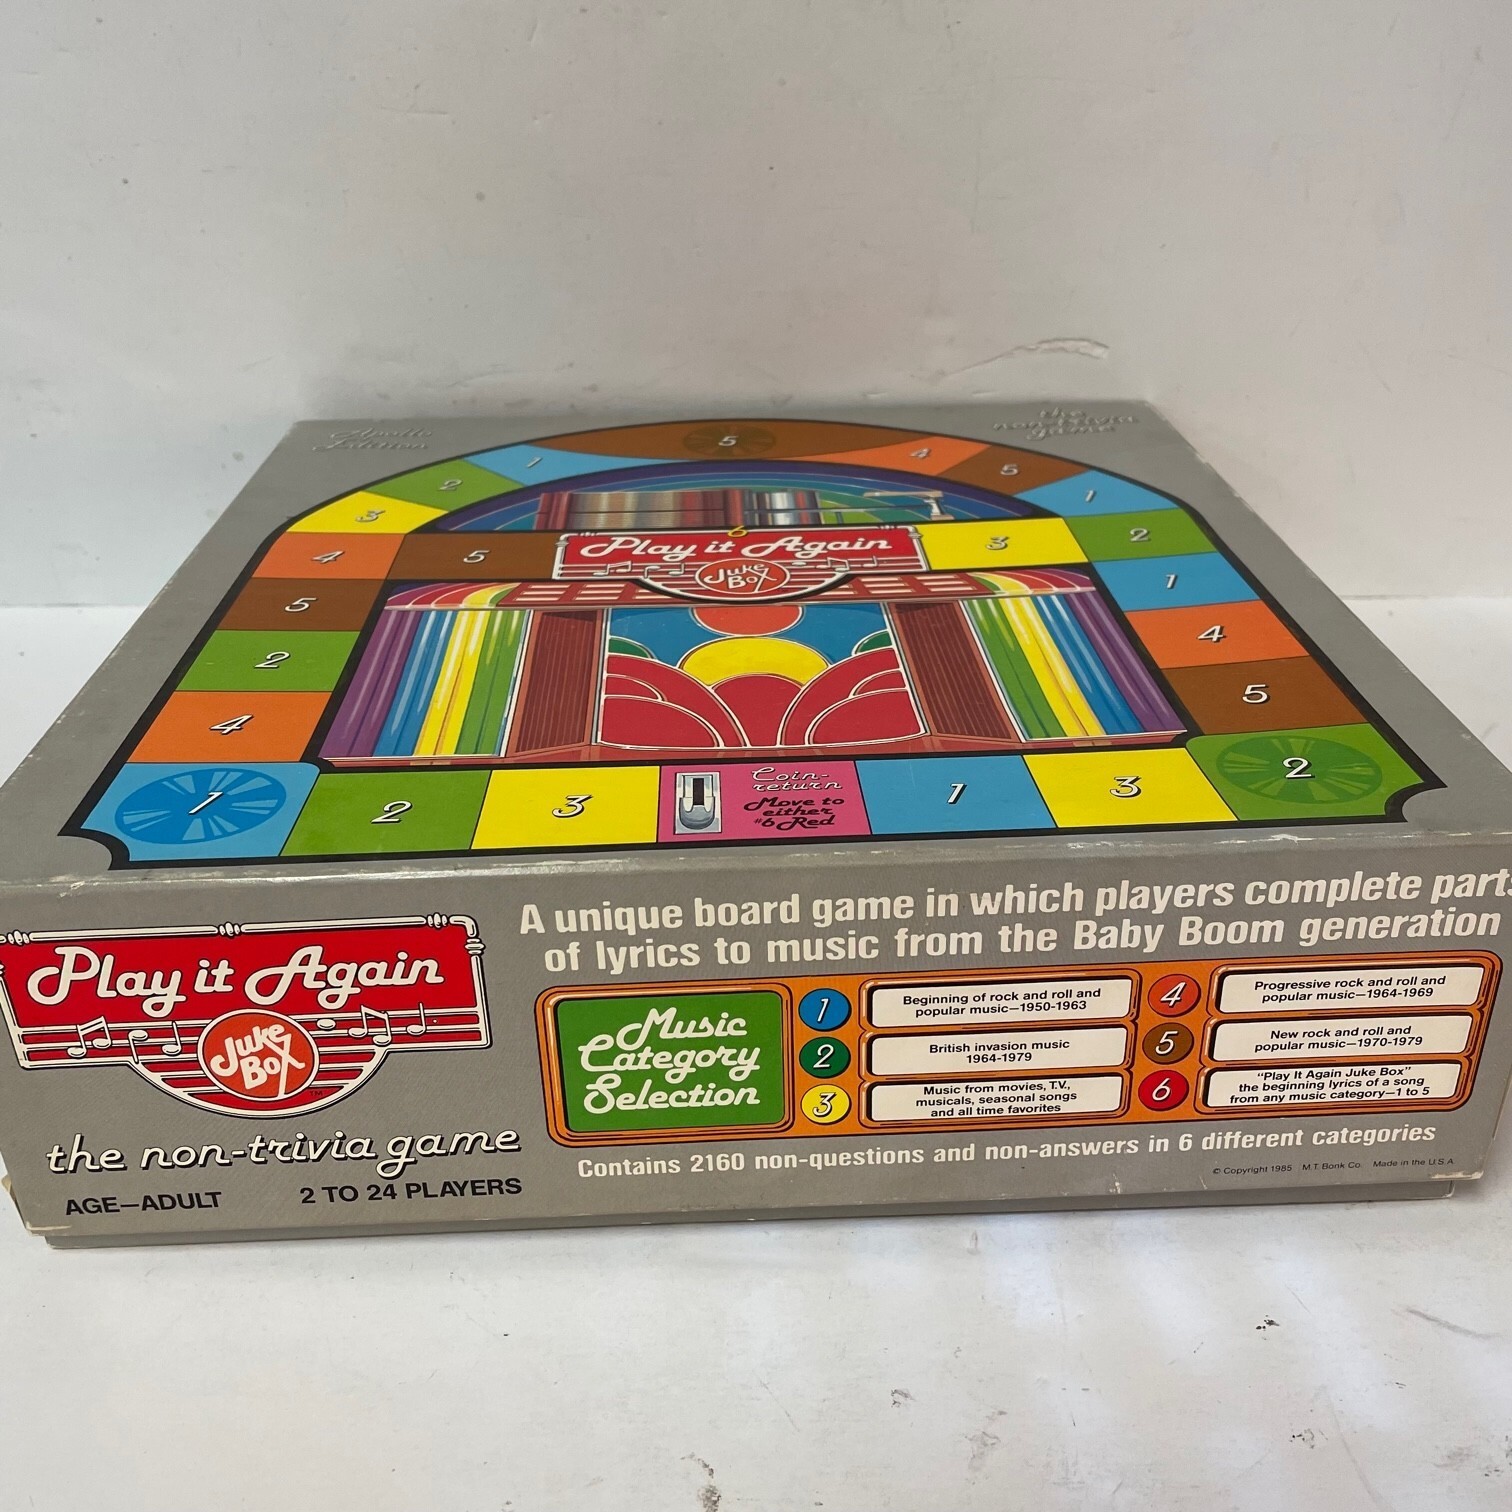 Apollo
Edition
the
non-trivia
game
5
1
4
5
2
1
3
2
4
5
6
3
Play it Again
Juke
Box
5
1
2
4
4
5
1
2
3
Coin-
return
Move to
either
#6 Red
1
3
2
Play it Again
Juke
Box
TM
the non-trivia game
AGE—ADULT
2 TO 24 PLAYERS
A unique board game in which players complete parts
of lyrics to music from the Baby Boom generation
Music
Category
Selection
1
Beginning of rock and roll and
popular music—1950-1963
2
British invasion music
1964-1979
3
Music from movies, T.V.,
musicals, seasonal songs
and all time favorites
4
Progressive rock and roll and
popular music—1964-1969
5
New rock and roll and
popular music—1970-1979
6
"Play It Again Juke Box"
the beginning lyrics of a song
from any music category—1 to 5
Contains 2160 non-questions and non-answers in 6 different categories
© Copyright 1985 M.T. Bonk Co. Made in the U.S.A.